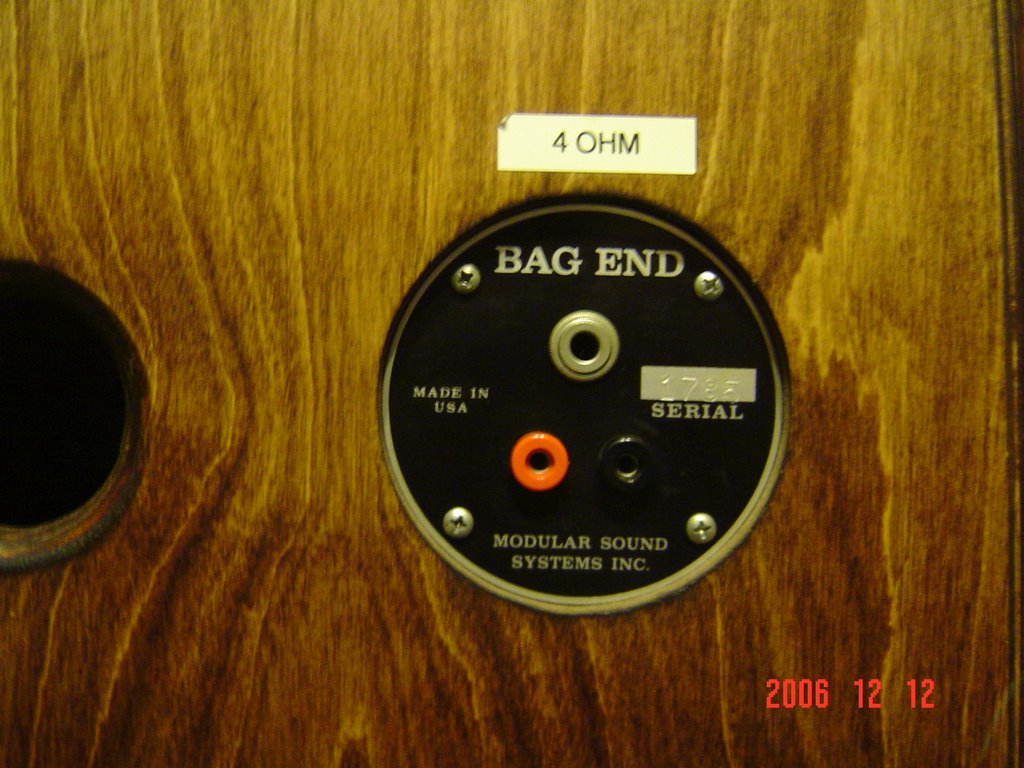 4 OHM
BAG END
MADE IN
USA
1785
SERIAL
MODULAR SOUND
SYSTEMS INC.
2006 12 12